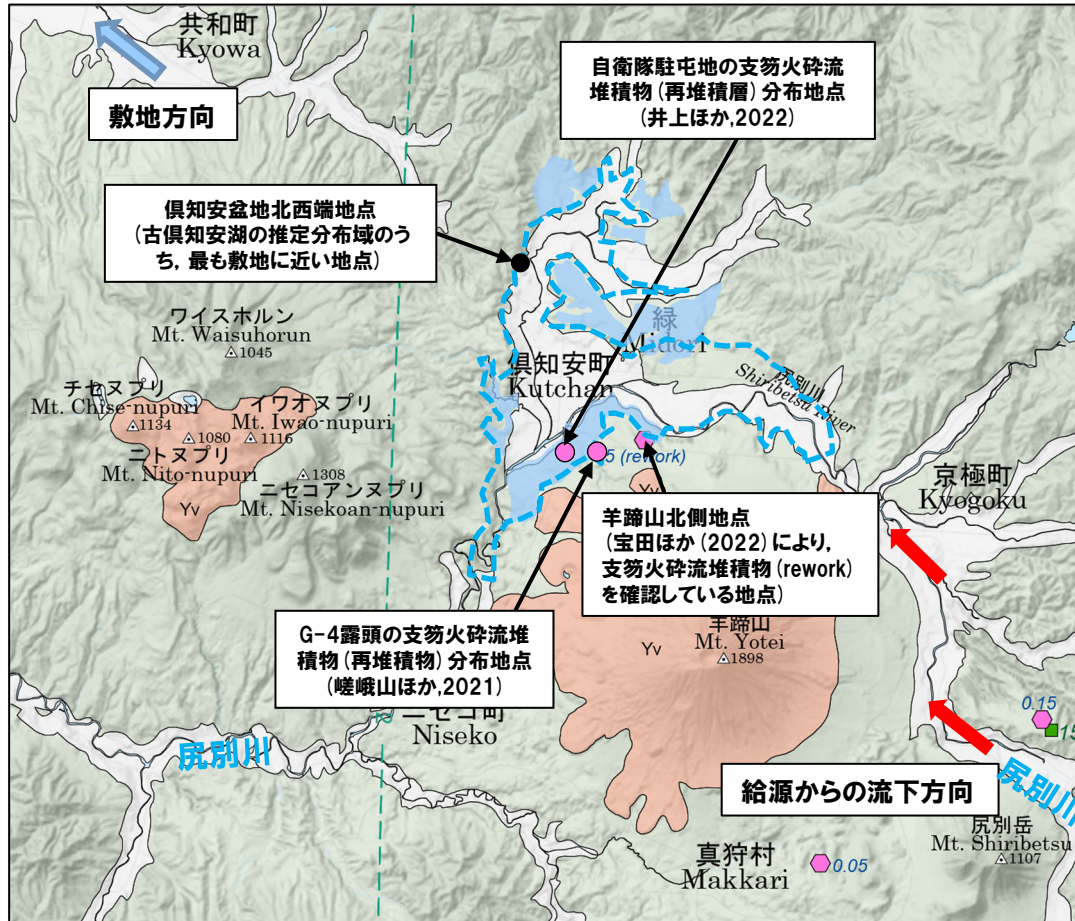 共和町
Kyowa
敷地方向
自衛隊駐屯地の支笏火砕流
堆積物(再堆積層)分布地点
(井上ほか,2022)
倶知安盆地北西端地点
(古倶知安湖の推定分布域のう
ち, 最も敷地に近い地点)
ワイスホルン
Mt. Waisuhorun
1045
緑
Midori
倶知安町
Kutchan
尻別川
Shiribetsu River
チセヌプリ
Mt. Chise-nupuri
1134
イワオヌプリ
Mt. Iwao-nupuri
1080
1116
ニトヌプリ
Mt. Nito-nupuri
1308
ニセコアンヌプリ
Mt. Nisekoan-nupuri
Yv
5 (rework)
京極町
Kyogoku
Yv
羊蹄山北側地点
(宝田ほか(2022)により,
支笏火砕流堆積物(rework)
を確認している地点)
G-4露頭の支笏火砕流堆
積物(再堆積物)分布地点
(嵯峨山ほか,2021)
羊蹄山
Mt. Yotei
Yv
1898
ニセコ町
Niseko
0.15
15
尻別川
給源からの流下方向
尻別川
尻別岳
Mt. Shiribetsu
1107
真狩村
Makkari
0.05